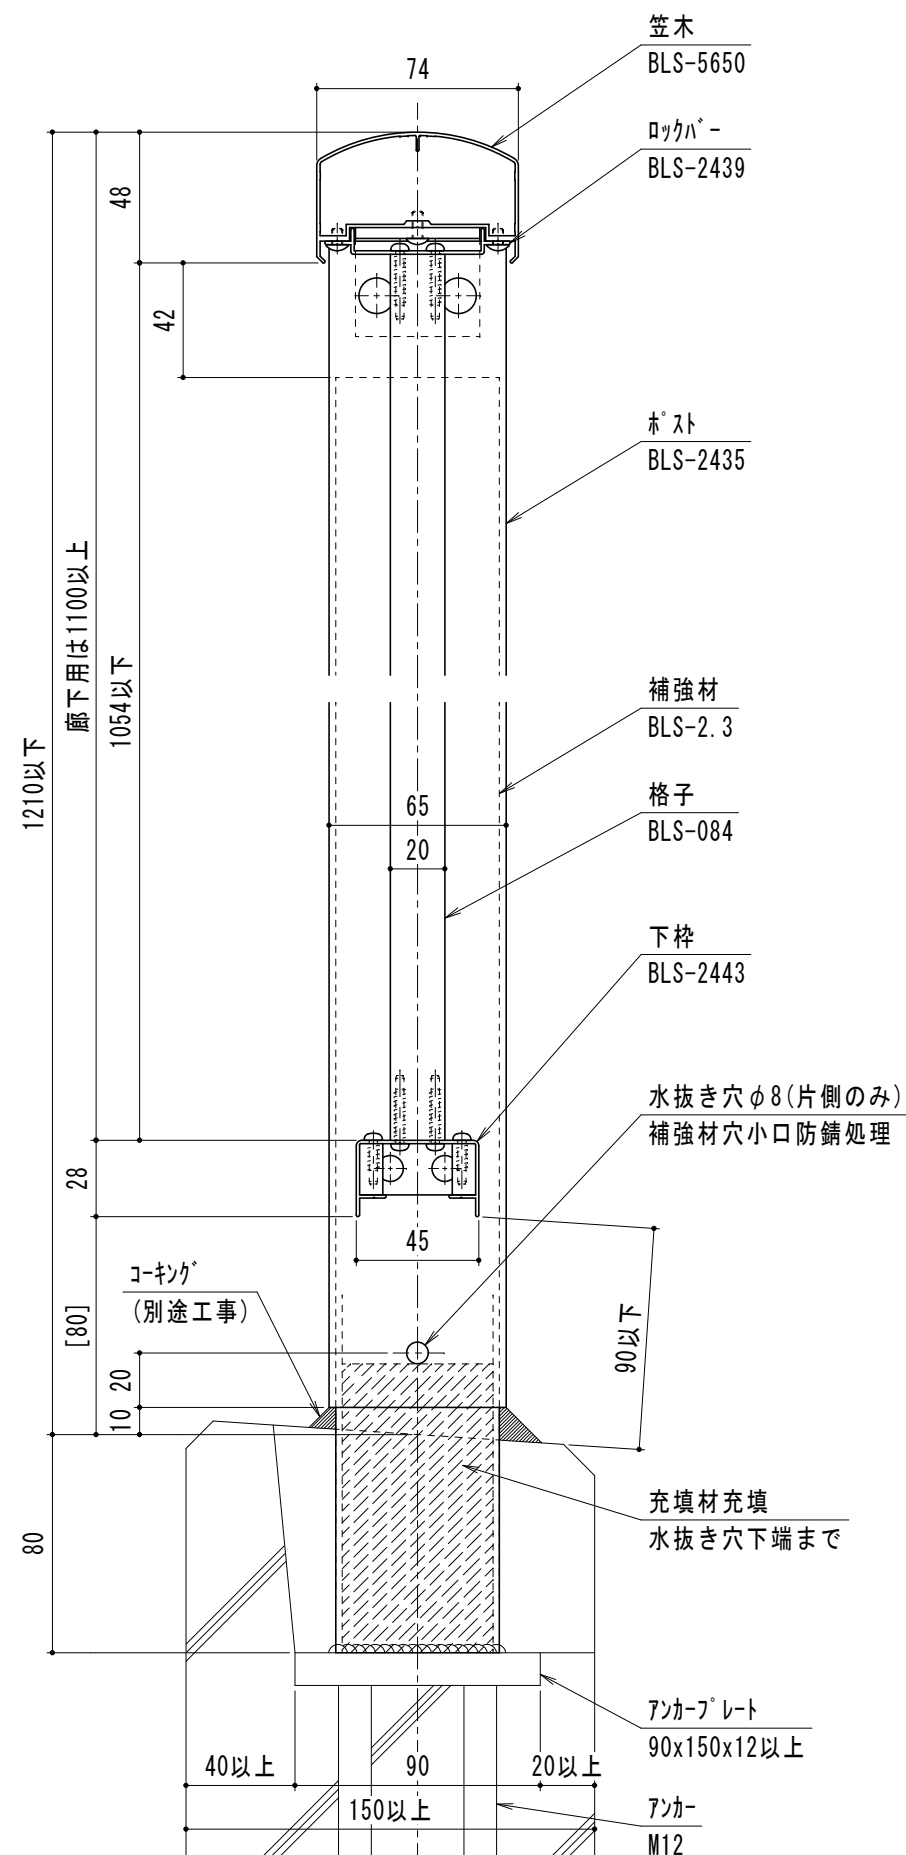 笠木
BLS-5650
74
ロックバー
BLS-2439
48
42
ポスト
BLS-2435
廊下用は1100以上
1054以下
1210以下
補強材
BLS-2.3
格子
BLS-084
65
20
下枠
BLS-2443
水抜き穴φ8(片側のみ)
補強材穴小口防錆処理
28
45
コーキング
(別途工事)
[80]
90以下
20
10
充填材充填
水抜き穴下端まで
80
アンカープレート
90x150x12以上
40以上
90
20以上
150以上
アンカー
M12